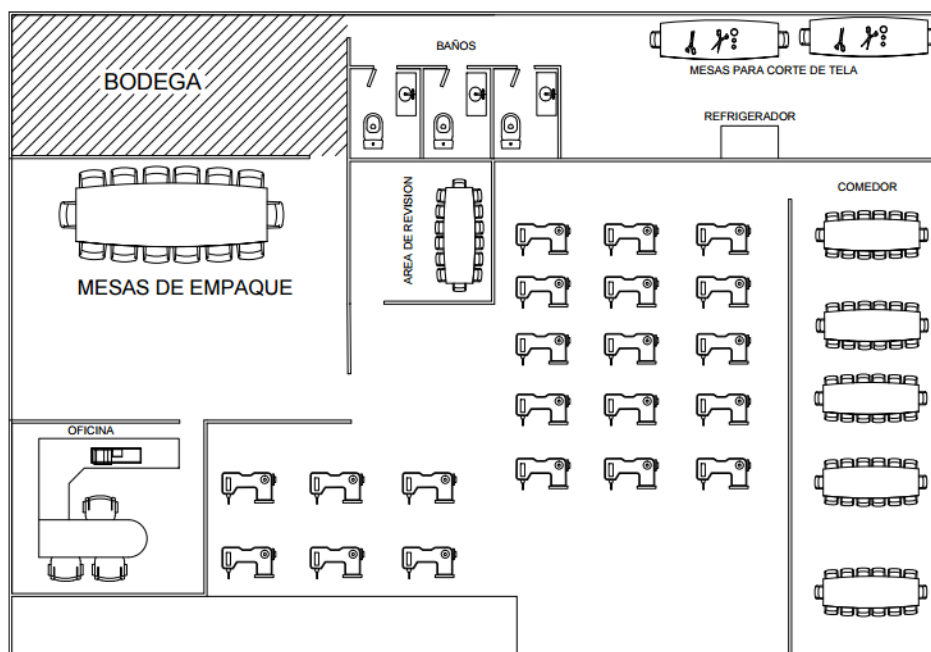 BAÑOS
BODEGA
MESAS PARA CORTE DE TELA
REFRIGERADOR
COMEDOR
AREA DE REVISION
MESAS DE EMPAQUE
OFICINA